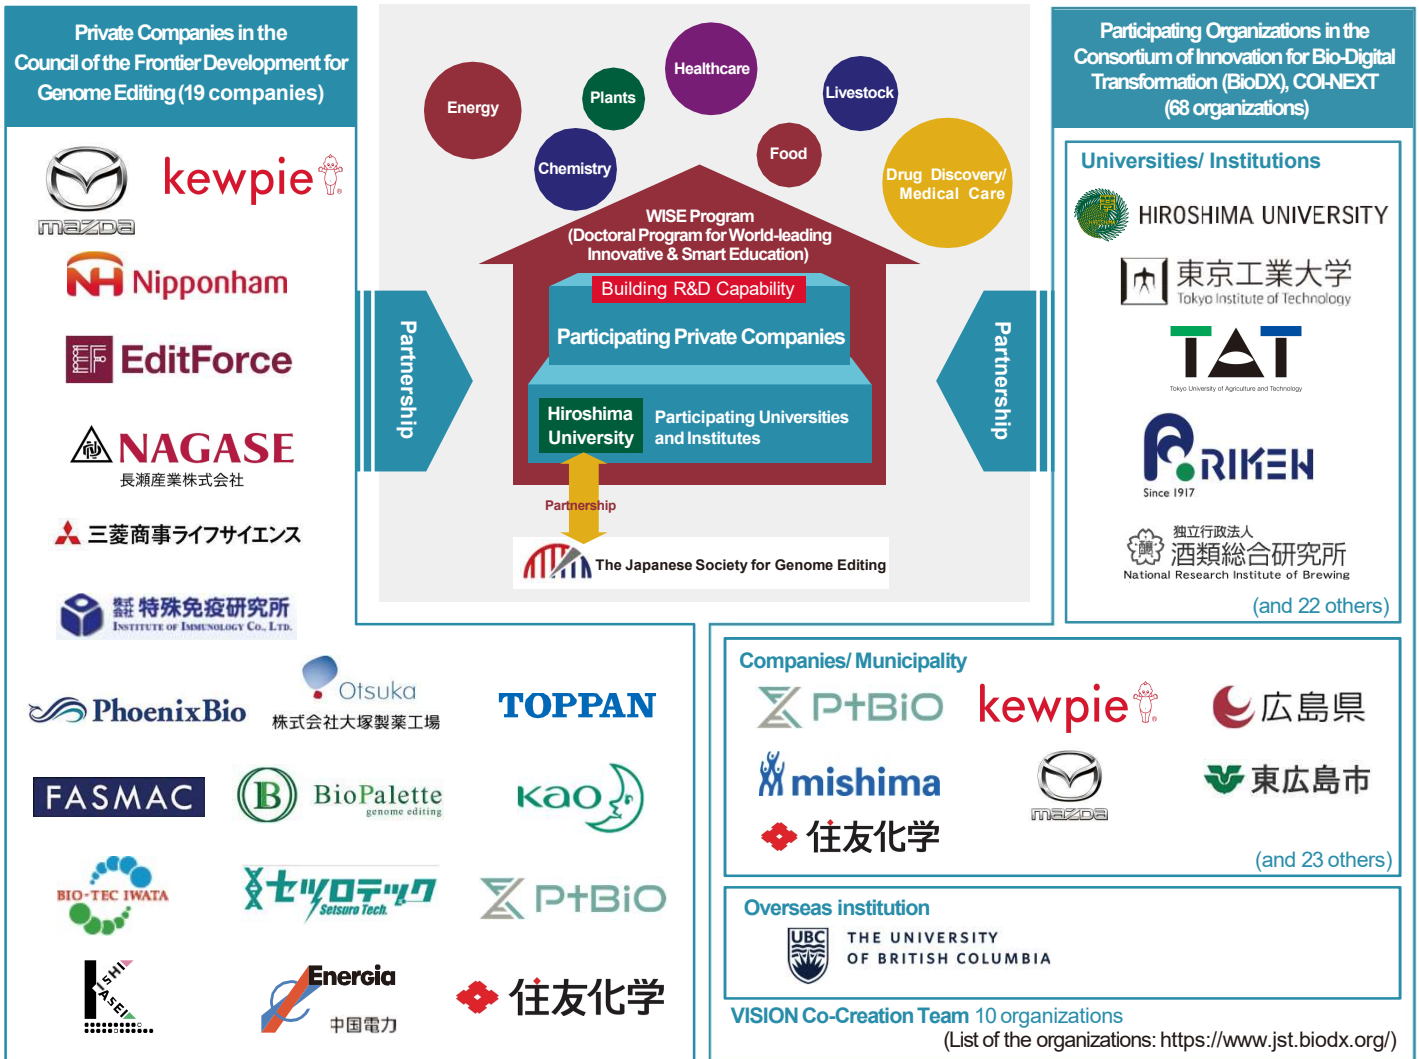 Private Companies in the
Council of the Frontier Development for
Genome Editing (19 companies)
mazda
kewpie
Nipponham
EditForce
NAGASE
長瀬産業株式会社
三菱商事ライフサイエンス
株式会社 特殊免疫研究所
INSTITUTE OF IMMUNOLOGY CO., LTD.
PhoenixBio
Otsuka
株式会社大塚製薬工場
TOPPAN
FASMAC
B BioPalette
genome editing
Kao
BIO-TEC IWATA
セツロテック
Setsuro Tech.
PtBiO
KISHI
KASEI
Energia
中国電力
住友化学
Energy
Plants
Healthcare
Livestock
Chemistry
Food
Drug Discovery/
Medical Care
WISE Program
(Doctoral Program for World-leading
Innovative & Smart Education)
Building R&D Capability
Participating Private Companies
Hiroshima
University
Participating Universities
and Institutes
Partnership
Partnership
Partnership
The Japanese Society for Genome Editing
Participating Organizations in the
Consortium of Innovation for Bio-Digital
Transformation (BioDX), COI-NEXT
(68 organizations)
Universities/ Institutions
HIROSHIMA UNIVERSITY
東京工業大学
Tokyo Institute of Technology
TAT
Tokyo University of Agriculture and Technology
RIKEN
Since 1917
独立行政法人
酒類総合研究所
National Research Institute of Brewing
(and 22 others)
Companies/ Municipality
PtBiO
kewpie
広島県
mishima
mazda
東広島市
住友化学
(and 23 others)
Overseas institution
UBC
THE UNIVERSITY
OF BRITISH COLUMBIA
VISION Co-Creation Team 10 organizations
(List of the organizations: https://www.jst.biodx.org/)